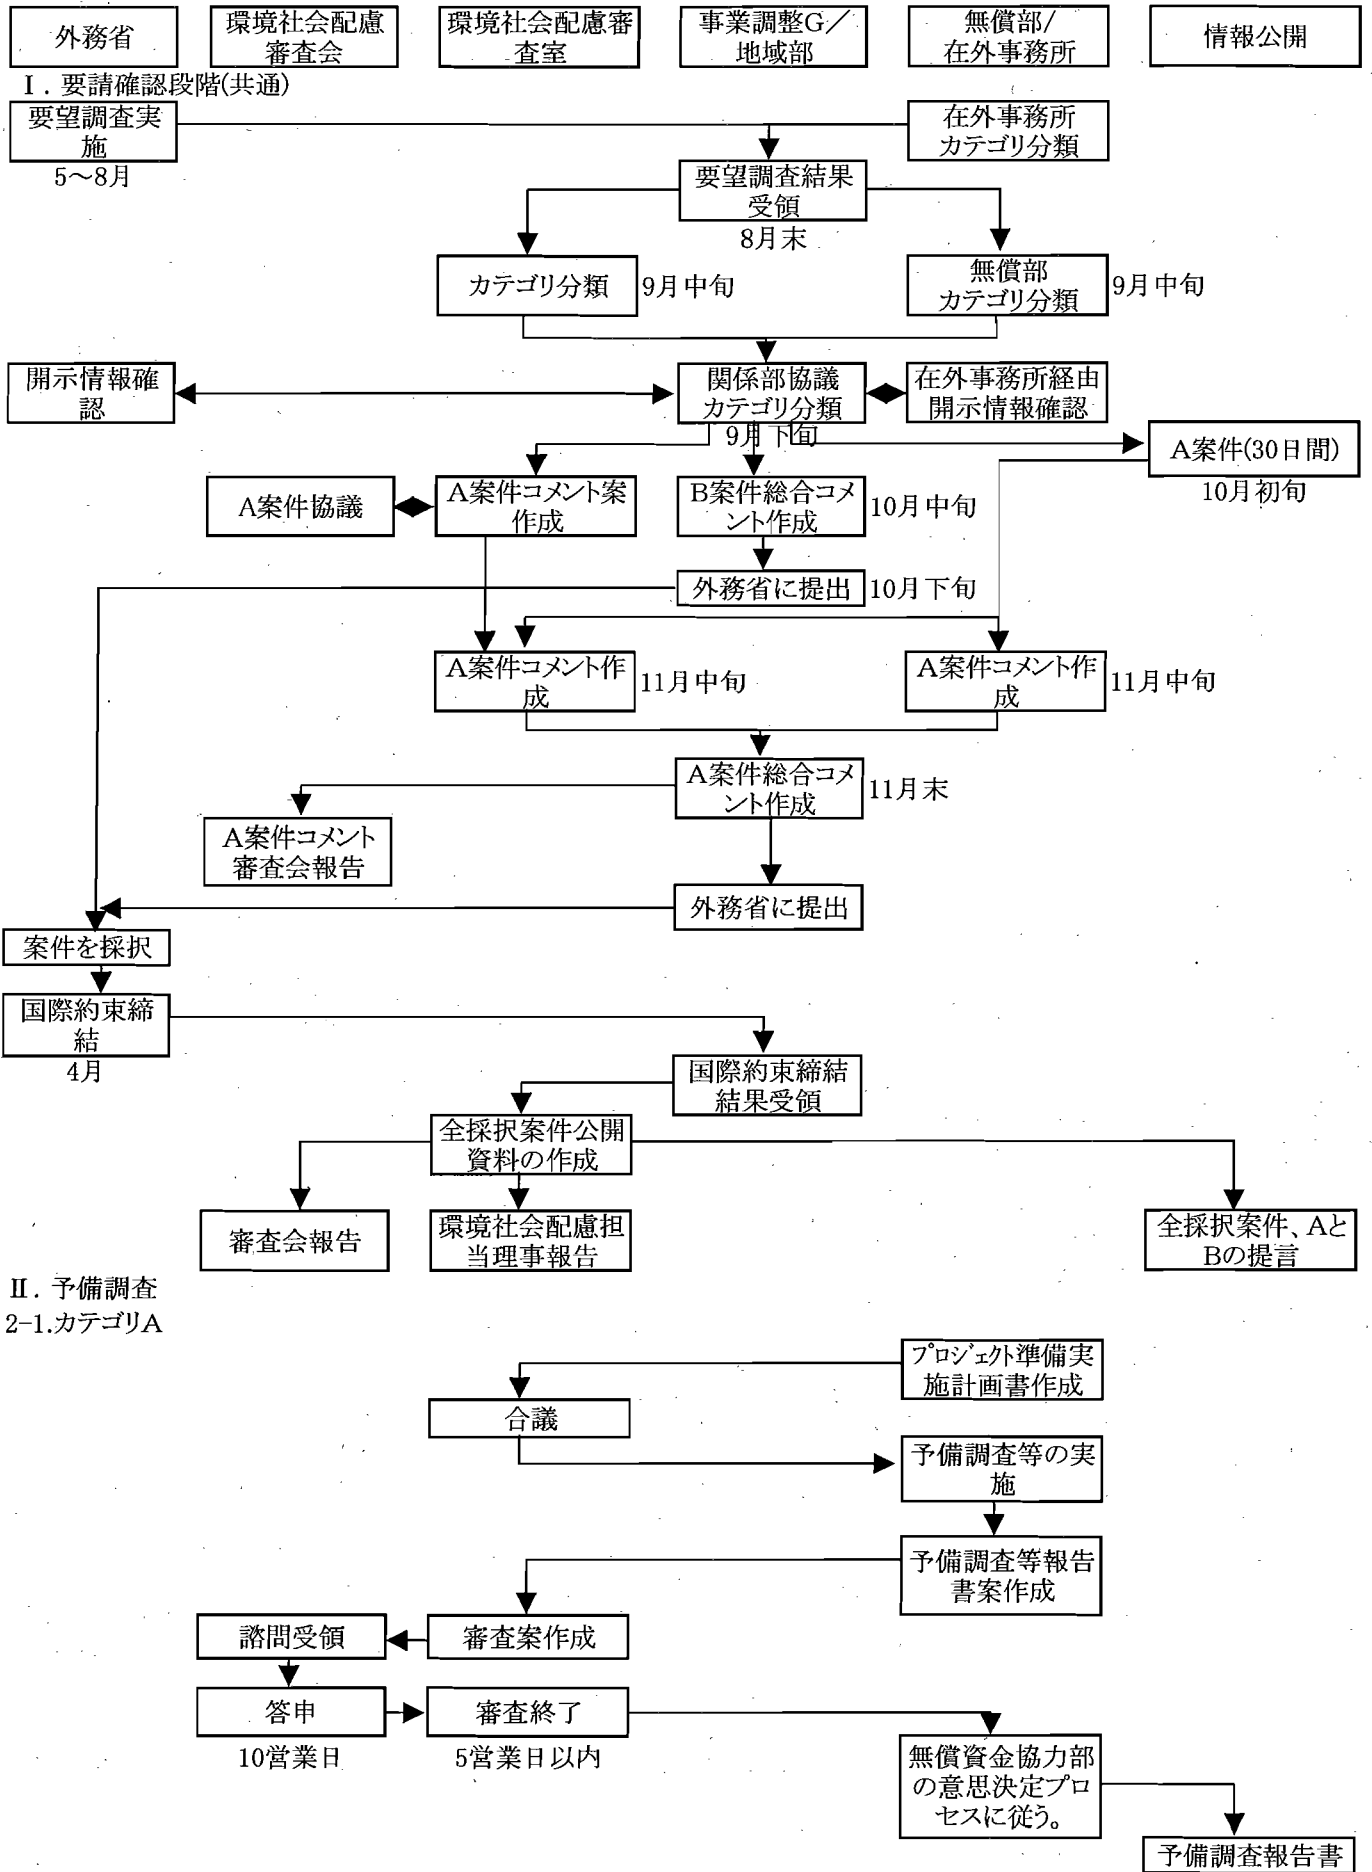 外務省
環境社会配慮
審査会
環境社会配慮審
査室
事業調整G／
地域部
無償部/
在外事務所
情報公開
Ⅰ. 要請確認段階(共通)
要望調査実
施
5～8月
在外事務所
カテゴリ分類
要望調査結果
受領
8月末
カテゴリ分類
9月中旬
無償部
カテゴリ分類
9月中旬
開示情報確
認
関係部協議
カテゴリ分類
9月下旬
在外事務所経由
開示情報確認
A案件(30日間)
10月初旬
A案件協議
A案件コメント案
作成
B案件総合コメ
ント作成
10月中旬
外務省に提出
10月下旬
A案件コメント作
成
11月中旬
A案件コメント作
成
11月中旬
A案件総合コメ
ント作成
11月末
A案件コメント
審査会報告
外務省に提出
案件を採択
国際約束締
結
4月
国際約束締結
結果受領
全採択案件公開
資料の作成
審査会報告
環境社会配慮担
当理事報告
全採択案件、Aと
Bの提言
Ⅱ. 予備調査
2-1.カテゴリA
プロジェクト準備実
施計画書作成
合議
予備調査等の実
施
予備調査等報告
書案作成
諮問受領
審査案作成
答申
10営業日
審査終了
5営業日以内
無償資金協力部
の意思決定プロ
セスに従う。
予備調査報告書